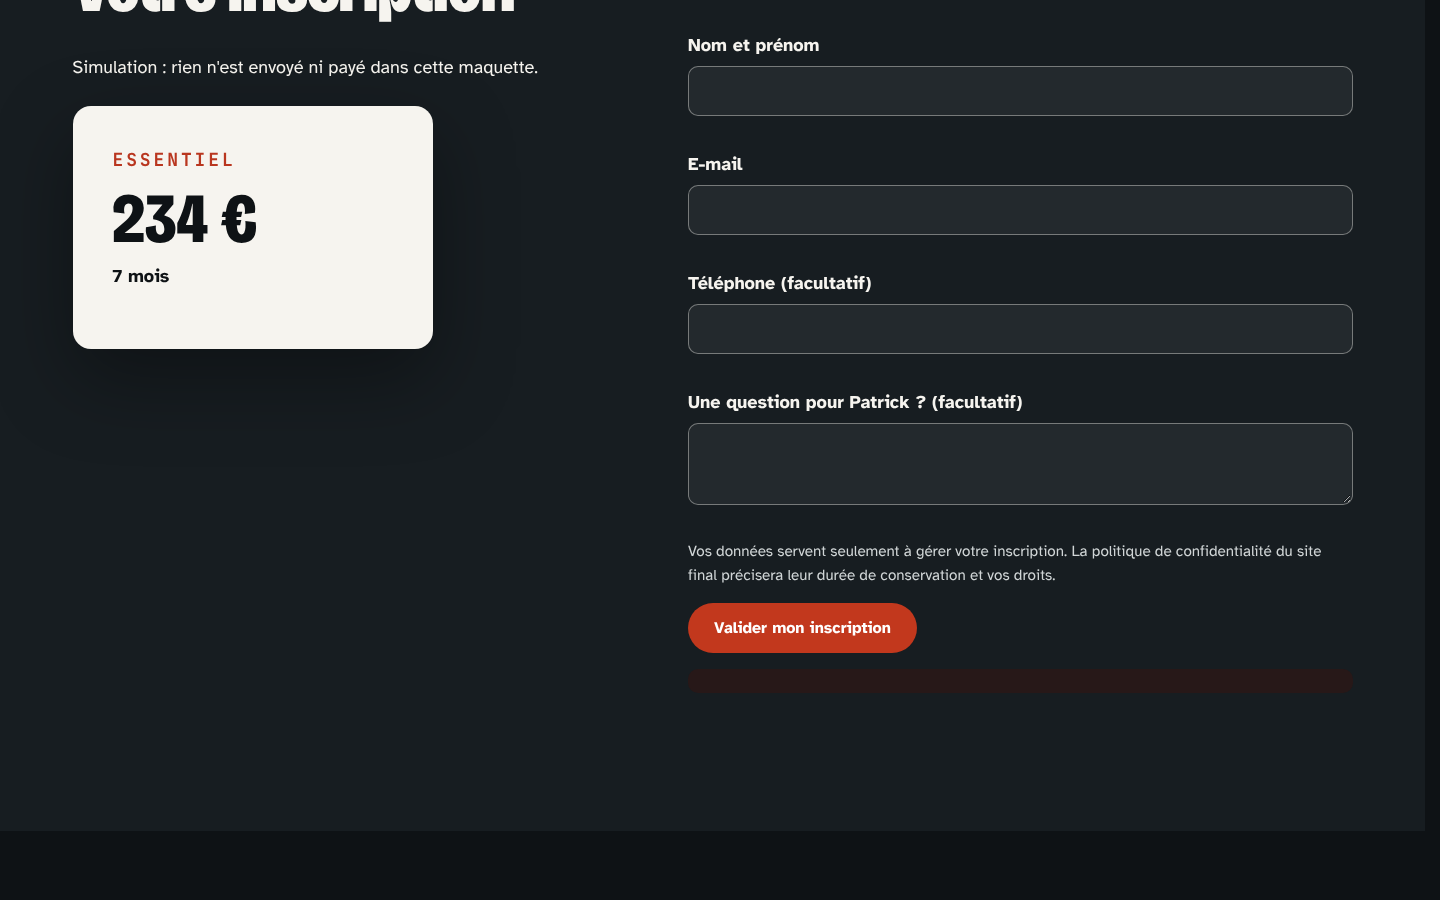 Votre inscription
Simulation : rien n'est envoyé ni payé dans cette maquette.
ESSENTIEL
234 €
7 mois
Nom et prénom
E-mail
Téléphone (facultatif)
Une question pour Patrick ? (facultatif)
Vos données servent seulement à gérer votre inscription. La politique de confidentialité du site
final précisera leur durée de conservation et vos droits.
Valider mon inscription